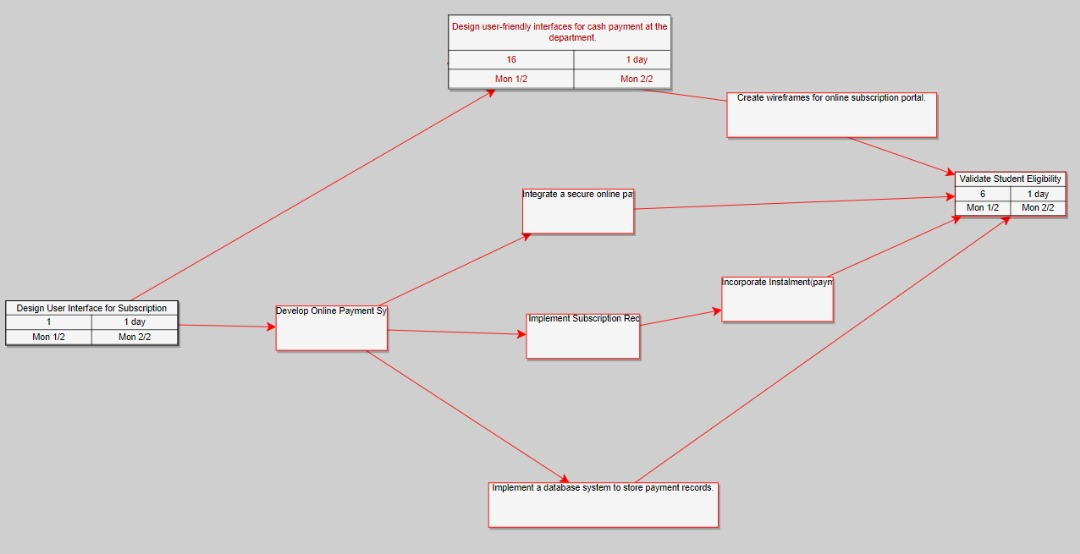 Design user-friendly interfaces for cash payment at the
department.
16 1 day
Mon 1/2 Mon 2/2
Create wireframes for online subscription portal.
Validate Student Eligibility
6 1 day
Mon 1/2 Mon 2/2
Integrate a secure online pa
Incorporate Instalment(paym
Design User Interface for Subscription
1 1 day
Mon 1/2 Mon 2/2
Develop Online Payment Sy
Implement Subscription Rec
Implement a database system to store payment records.